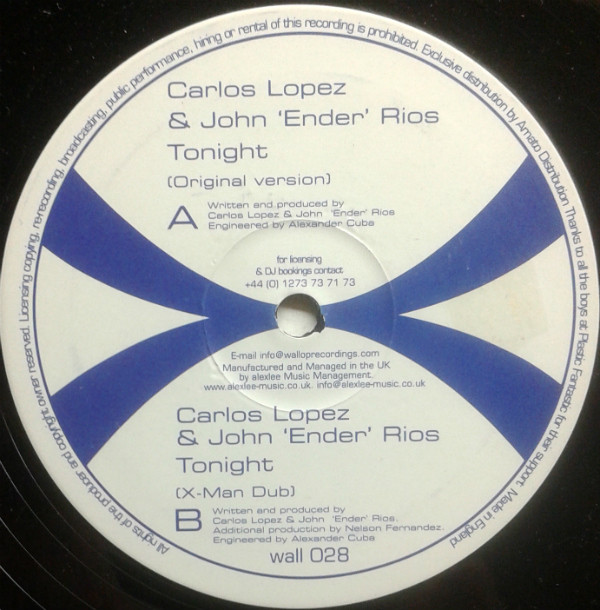 All rights of the producer and copyright owner reserved. Licensing copying, re-recording, broadcasting, public performance, hiring or rental of this recording is prohibited. Exclusive distribution by Amato Distribution Thanks to all the boys at Plastic Fantastic for their support. Made in England
Carlos Lopez
& John 'Ender' Rios
Tonight
(Original version)
A
Written and produced by
Carlos Lopez & John 'Ender' Rios
Engineered by Alexander Cuba
for licensing
& DJ bookings contact
+44 (0) 1273 73 71 73
E-mail info@walloprecordings.com
Manufactured and Managed in the UK
by alexlee Music Management.
www.alexlee-music.co.uk. info@alexlee-music.co.uk
Carlos Lopez
& John 'Ender' Rios
Tonight
(X-Man Dub)
B
Written and produced by
Carlos Lopez & John 'Ender' Rios.
Additional production by Nelson Fernandez.
Engineered by Alexander Cuba
wall 028